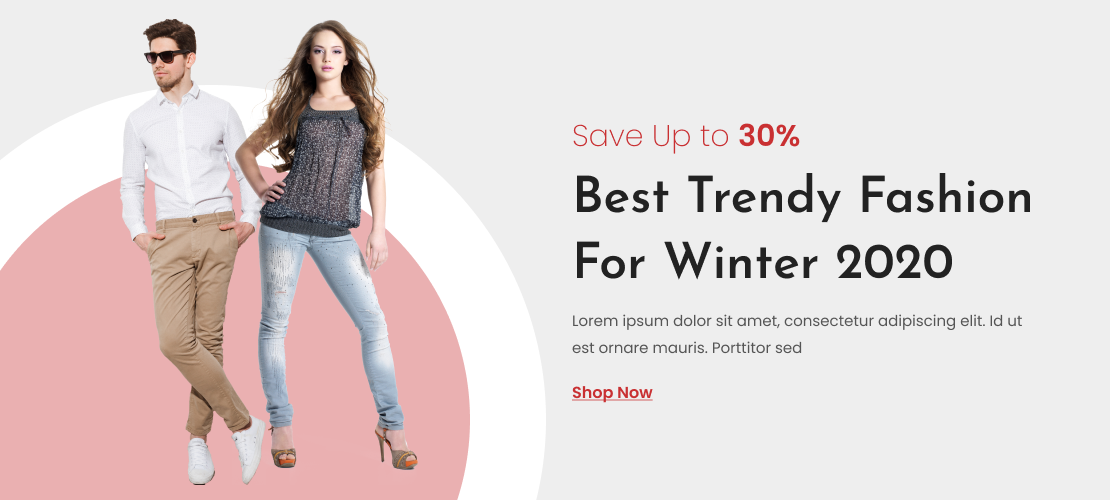 Save Up to 30%
Best Trendy Fashion
For Winter 2020
Lorem ipsum dolor sit amet, consectetur adipiscing elit. Id ut
est ornare mauris. Porttitor sed
Shop Now